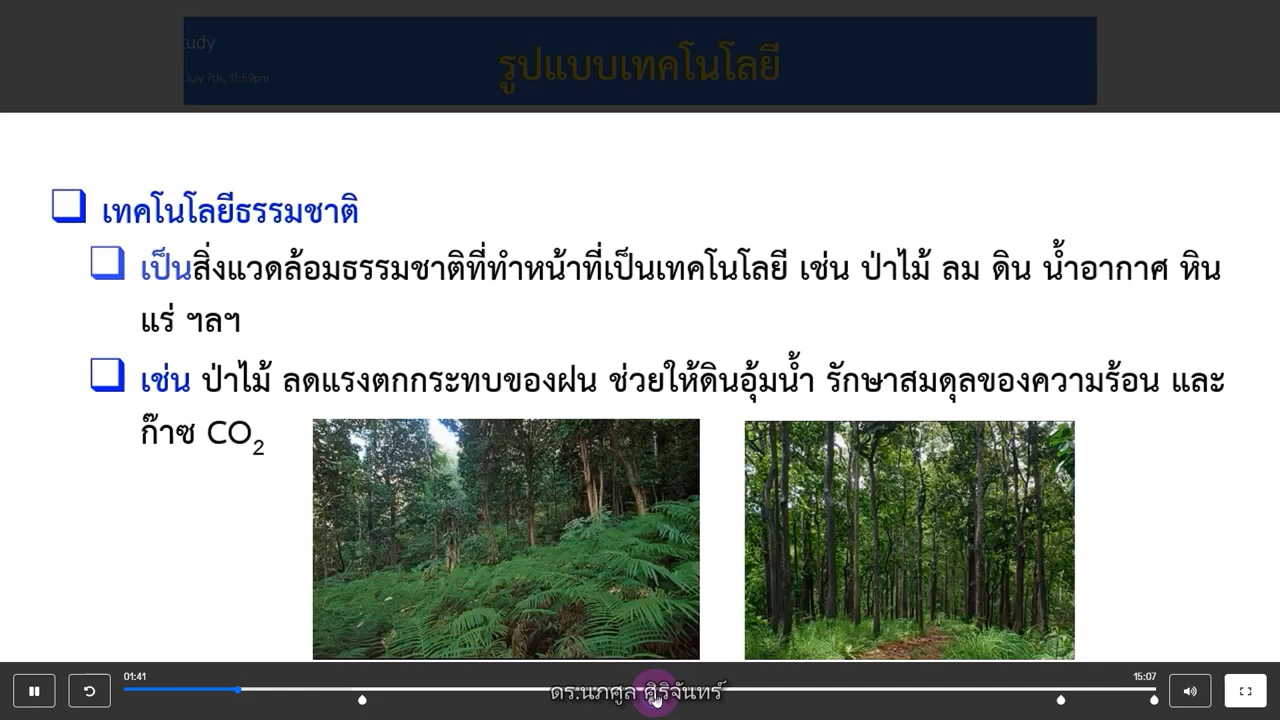 tudy
July 7th, 11:59pm
รูปแบบเทคโนโลยี
เทคโนโลยีธรรมชาติ
เป็นสิ่งแวดล้อมธรรมชาติที่ทำหน้าที่เป็นเทคโนโลยี เช่น ป่าไม้ ลม ดิน น้ำอากาศ หิน
แร่ ฯลฯ
เช่น ป่าไม้ ลดแรงตกกระทบของฝน ช่วยให้ดินอุ้มน้ำ รักษาสมดุลของความร้อน และ
ก๊าซ CO₂
01:41
15:07
ดร.นภศูล ศิริจันทร์